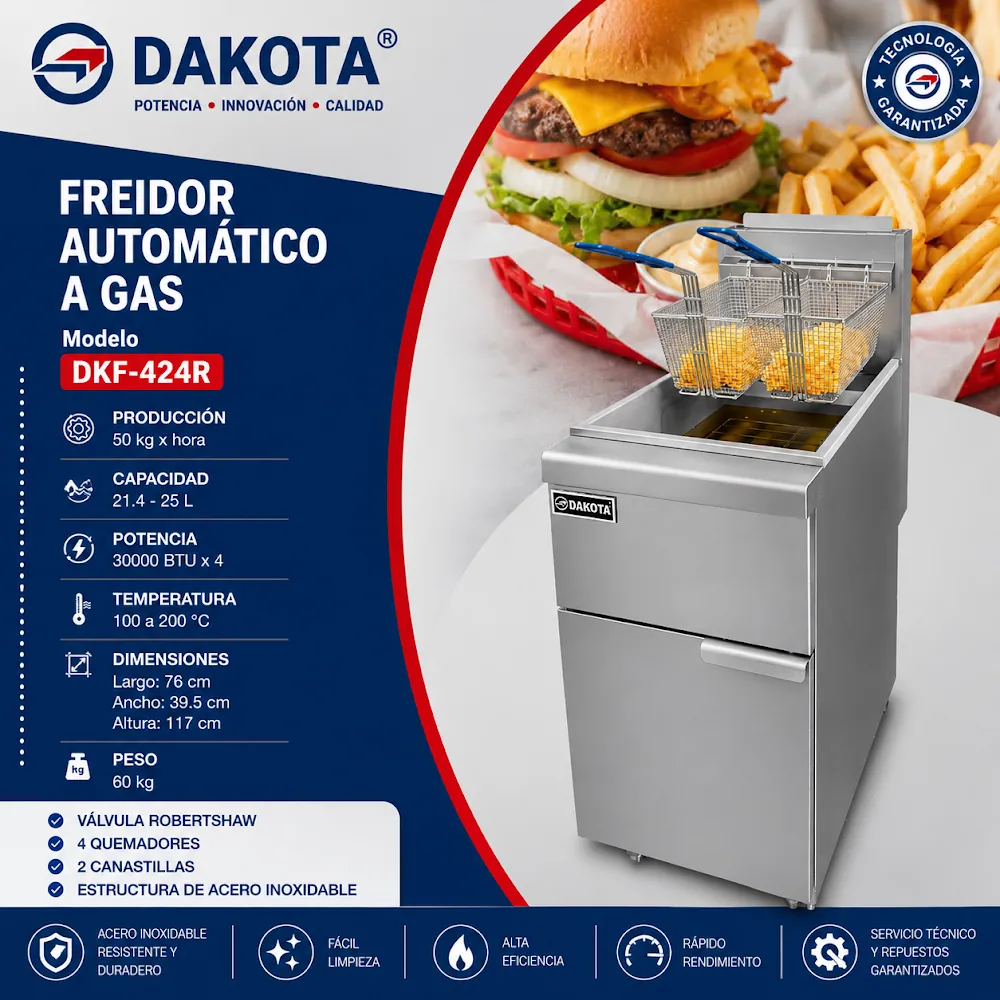 DAKOTA®
POTENCIA • INNOVACIÓN • CALIDAD
TECNOLOGÍA
GARANTIZADA
FREIDOR
AUTOMÁTICO
A GAS
Modelo
DKF-424R
PRODUCCIÓN
50 kg x hora
CAPACIDAD
21.4 - 25 L
POTENCIA
30000 BTU x 4
TEMPERATURA
100 a 200 °C
DIMENSIONES
Largo: 76 cm
Ancho: 39.5 cm
Altura: 117 cm
kg
PESO
60 kg
DAKOTA
VÁLVULA ROBERTSHAW
4 QUEMADORES
2 CANASTILLAS
ESTRUCTURA DE ACERO INOXIDABLE
ACERO INOXIDABLE
RESISTENTE Y
DURADERO
FÁCIL
LIMPIEZA
ALTA
EFICIENCIA
RÁPIDO
RENDIMIENTO
SERVICIO TÉCNICO
Y REPUESTOS
GARANTIZADOS